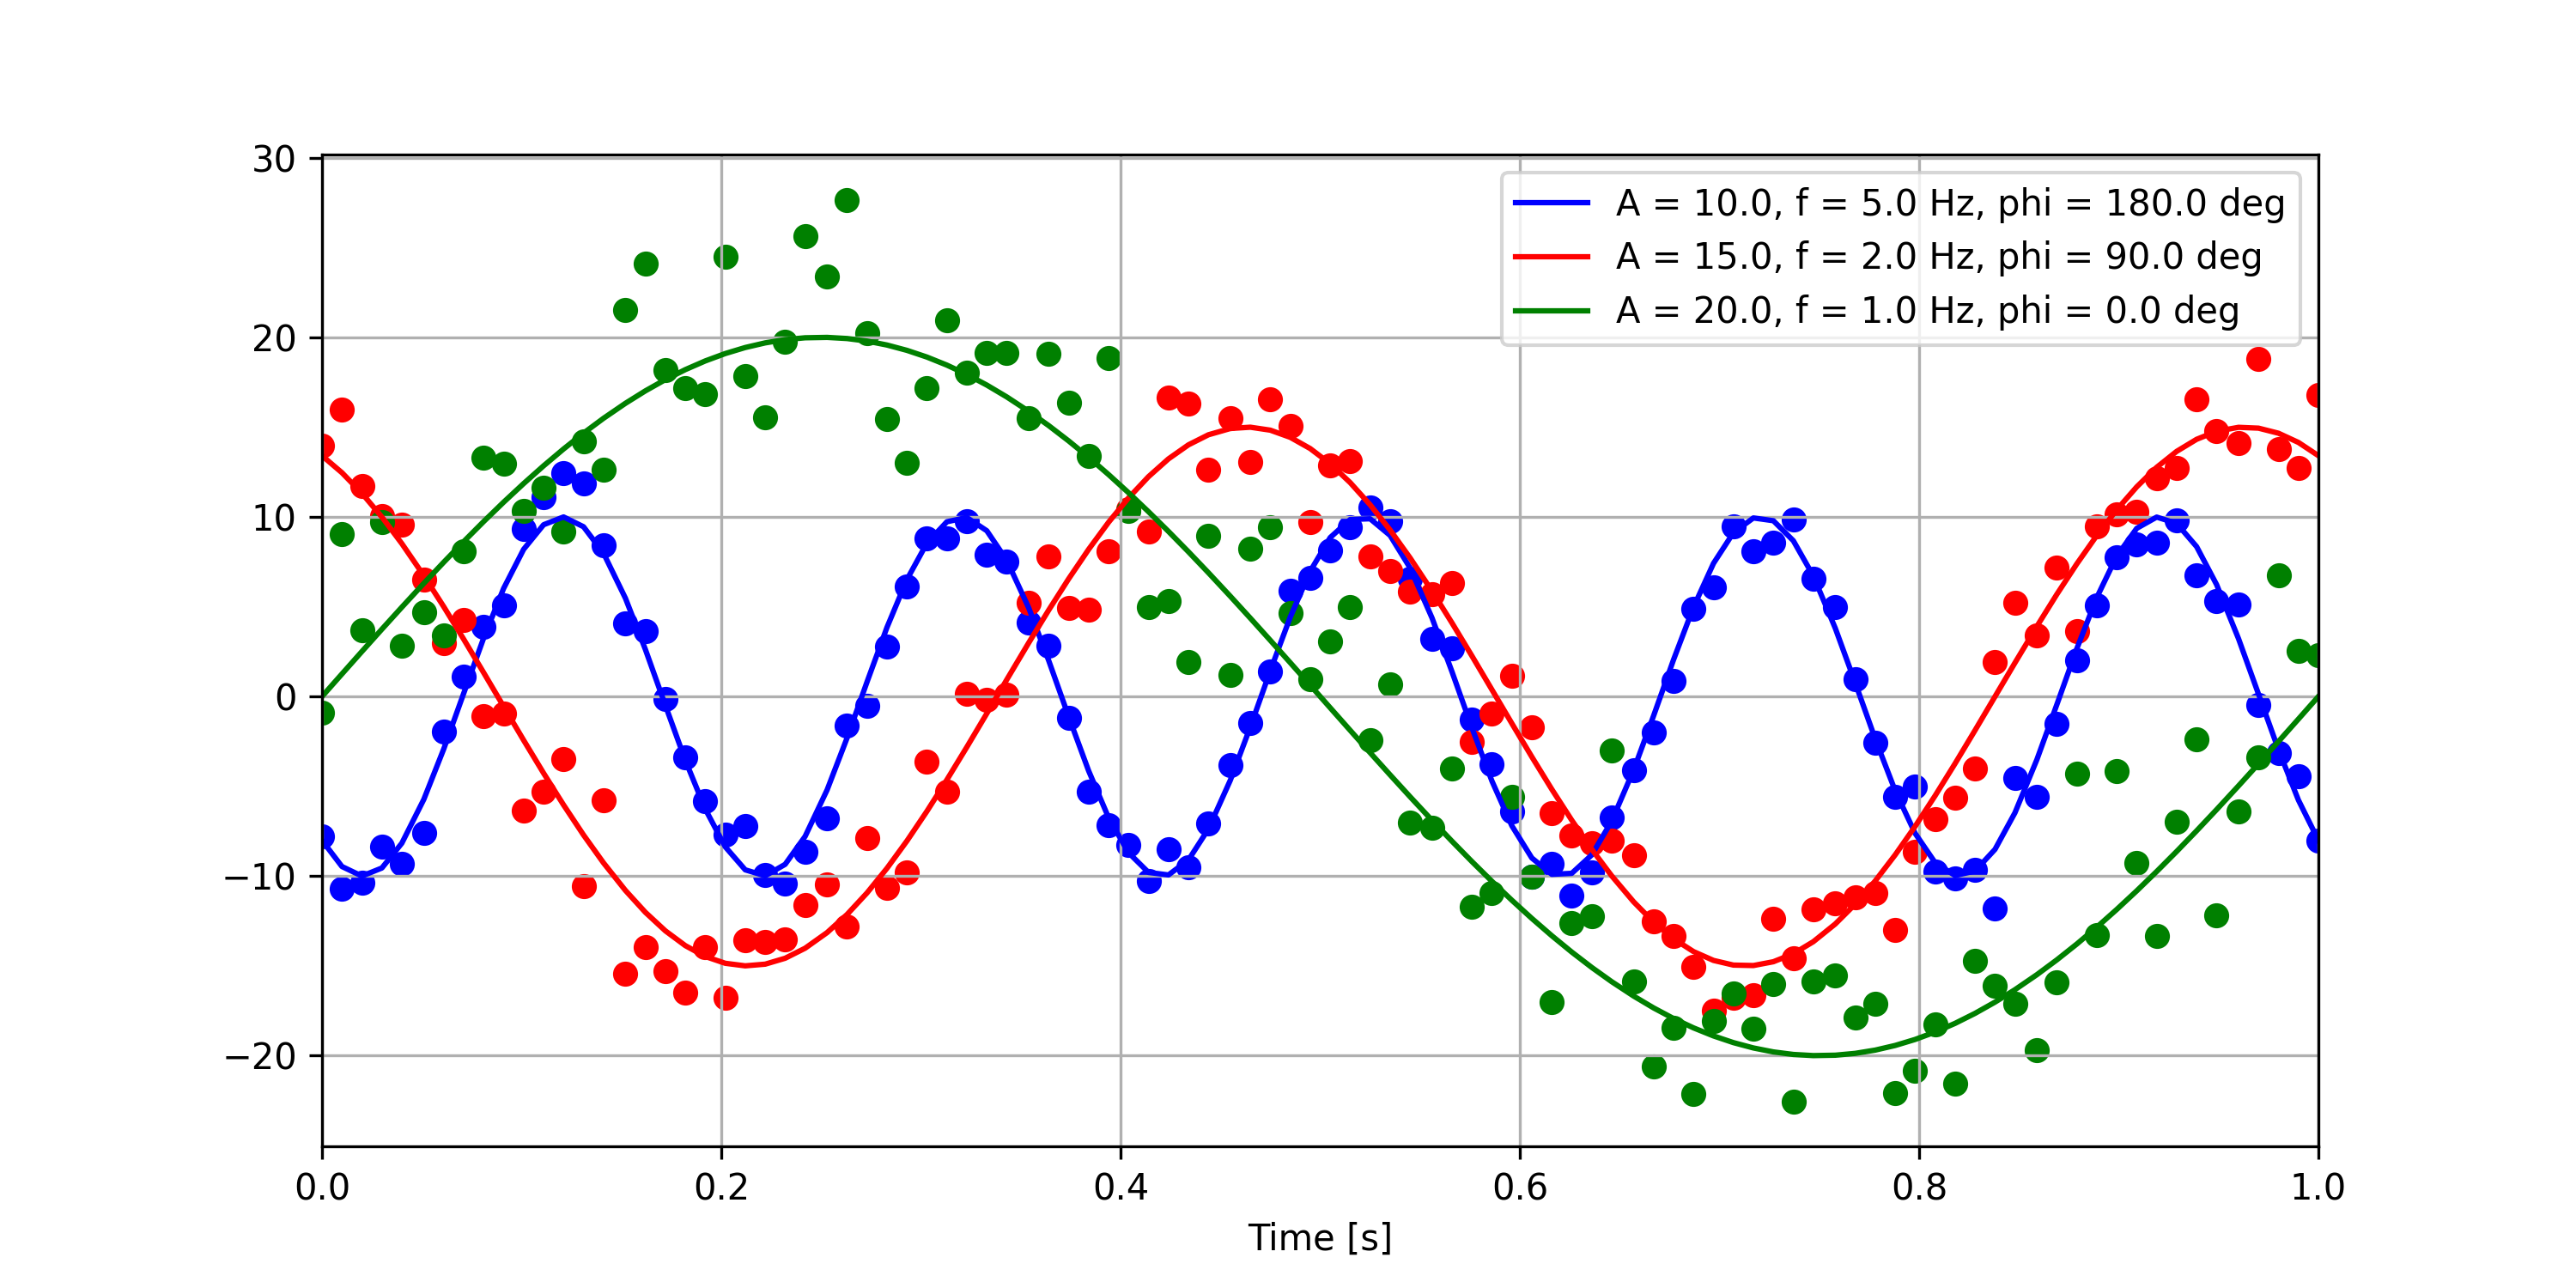 30
20
10
0
−10
−20
0.0 0.2 0.4 0.6 0.8 1.0
Time [s]
A = 10.0, f = 5.0 Hz, phi = 180.0 deg
A = 15.0, f = 2.0 Hz, phi = 90.0 deg
A = 20.0, f = 1.0 Hz, phi = 0.0 deg